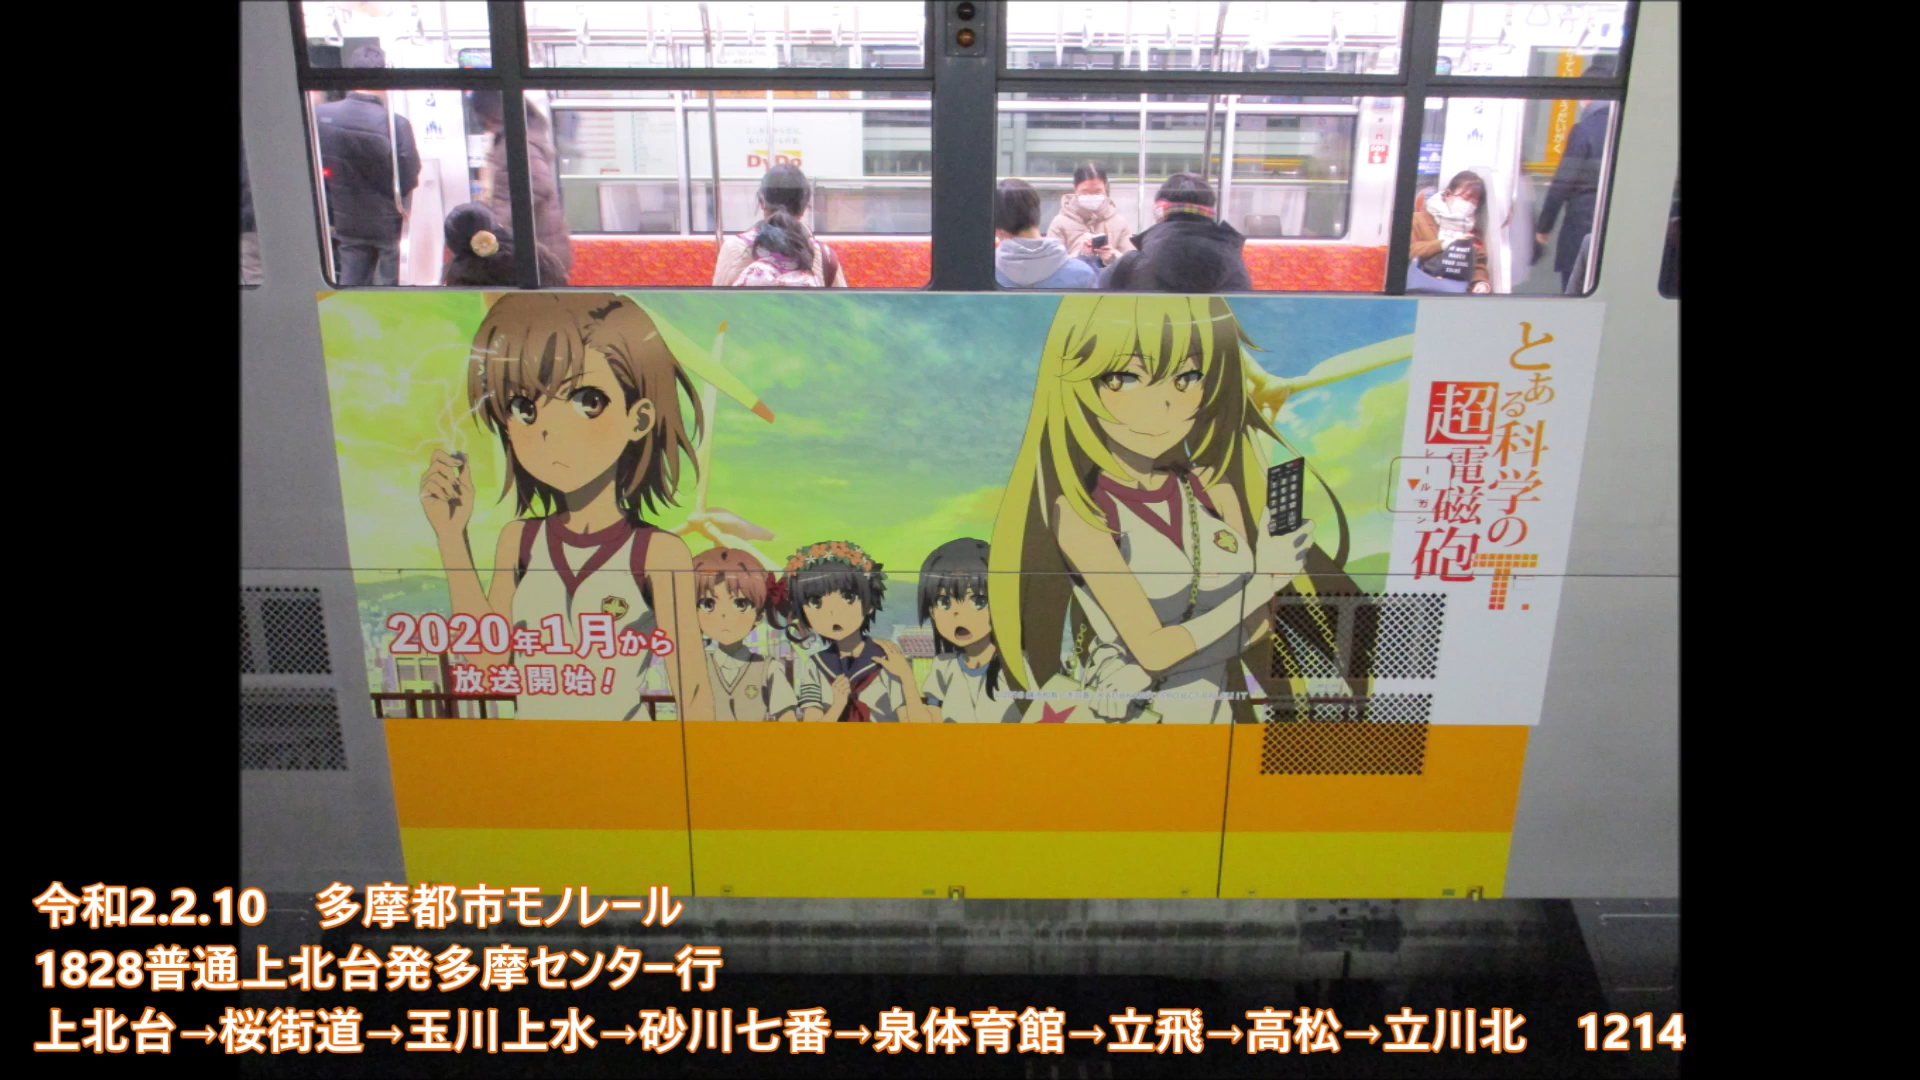 DyDo
とある科学の
超電磁砲
レールガン
T
2020年1月から
放送開始!
令和2.2.10　多摩都市モノレール
1828普通上北台発多摩センター行
上北台→桜街道→玉川上水→砂川七番→泉体育館→立飛→高松→立川北　1214